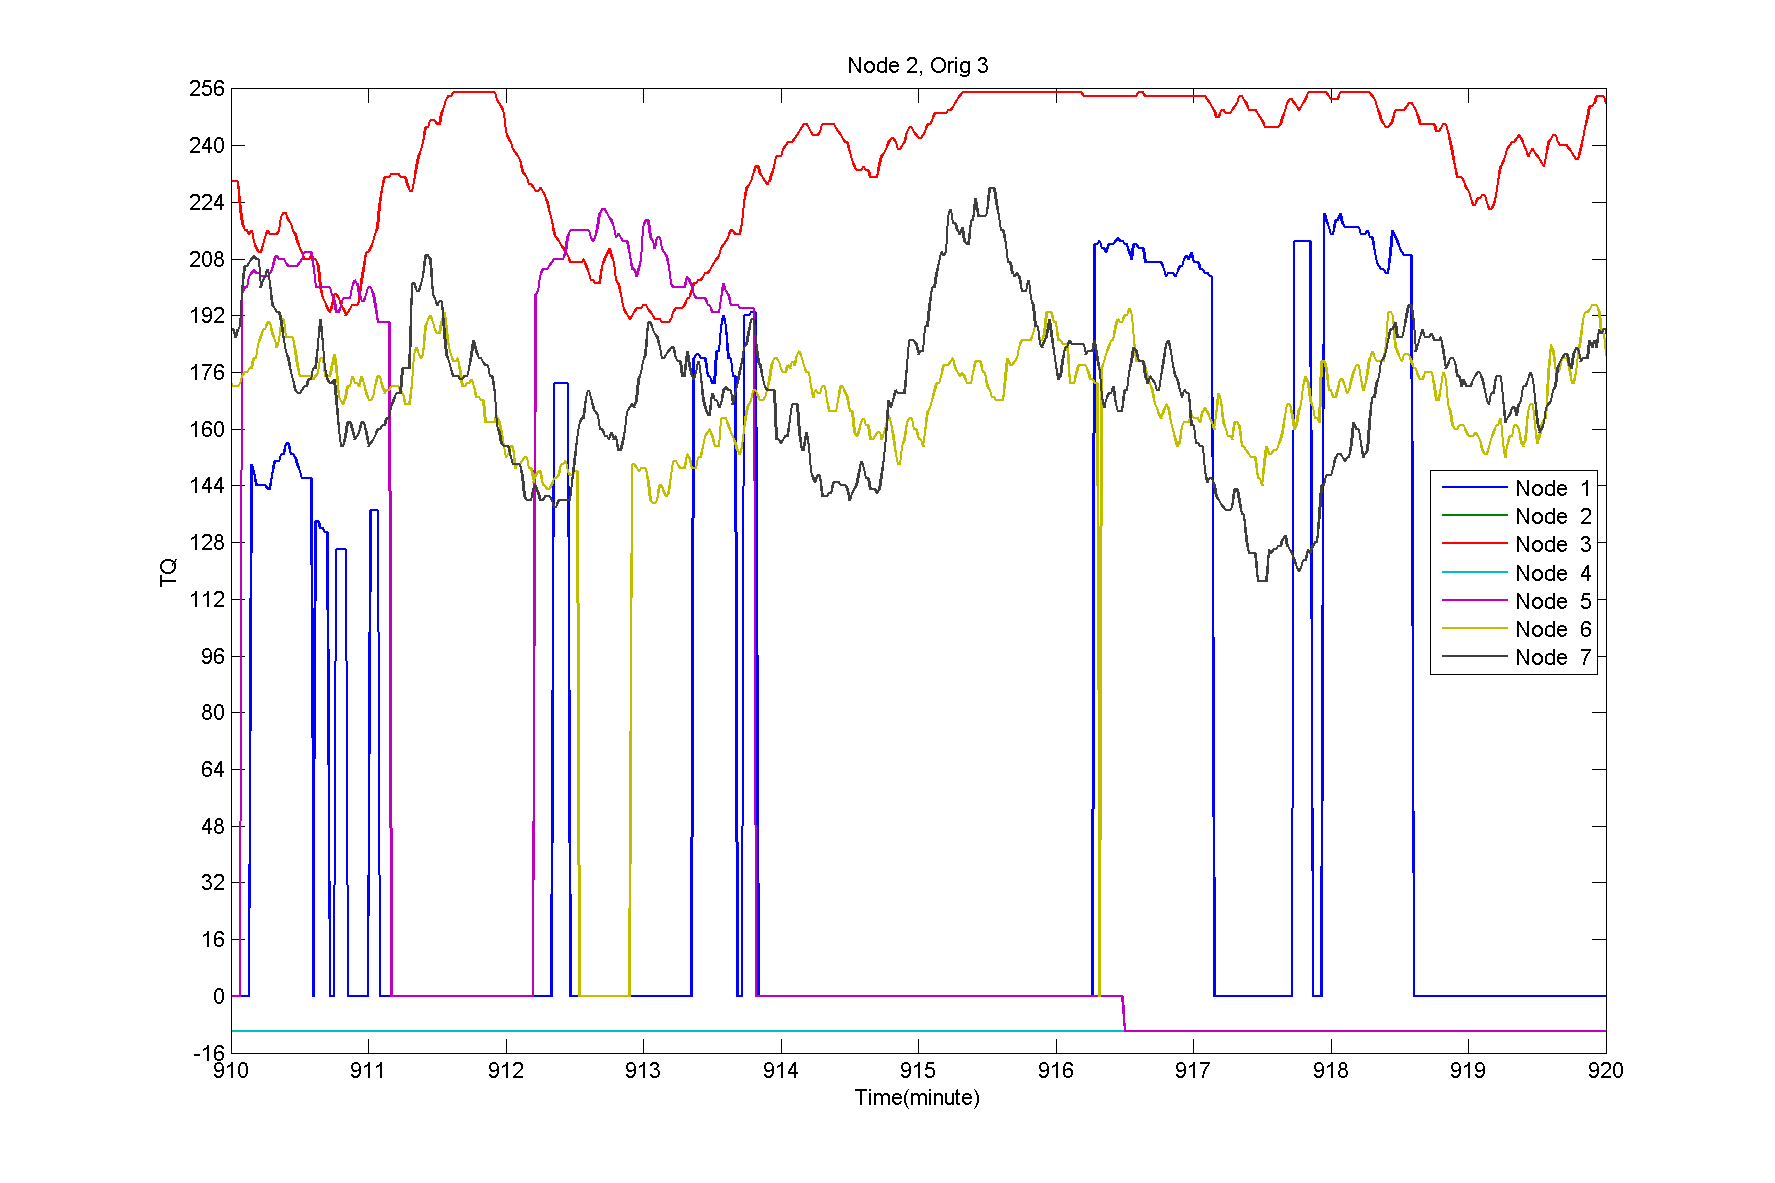 Node 2, Orig 3
256
240
224
208
192
176
160
144
128
112
96
80
64
48
32
16
0
-16
TQ
Node 1
Node 2
Node 3
Node 4
Node 5
Node 6
Node 7
910 911 912 913 914 915 916 917 918 919 920
Time(minute)